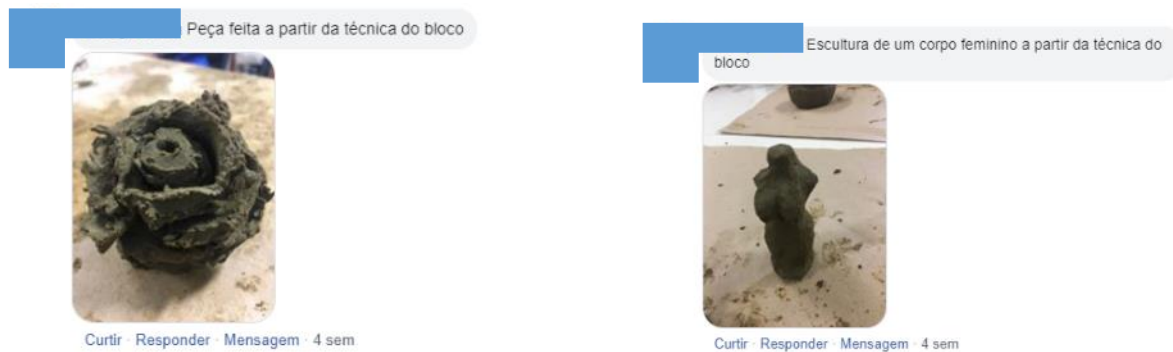 Peça feita a partir da técnica do bloco
Curtir · Responder · Mensagem · 4 sem
Escultura de um corpo feminino a partir da técnica do
bloco
Curtir · Responder · Mensagem · 4 sem